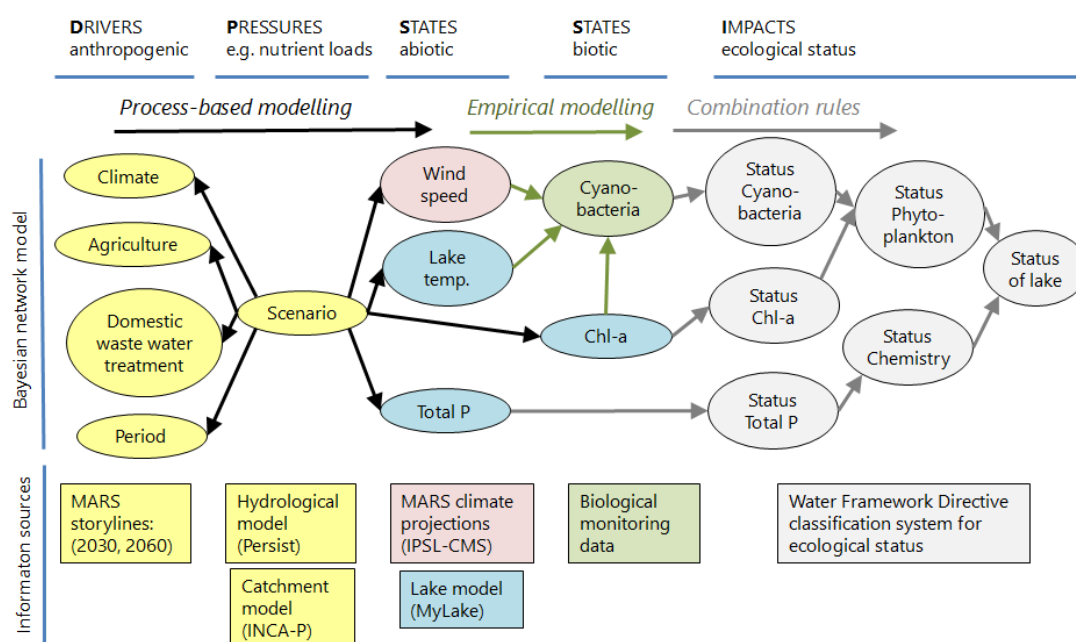 DRIVERS
anthropogenic
PRESSURES
e.g. nutrient loads
STATES
abiotic
STATES
biotic
IMPACTS
ecological status
Process-based modelling
Empirical modelling
Combination rules
Bayesian network model
Climate
Agriculture
Domestic
waste water
treatment
Period
Scenario
Wind
speed
Lake
temp.
Total P
Cyano-
bacteria
Chl-a
Status
Cyano-
bacteria
Status
Chl-a
Status
Total P
Status
Phyto-
plankton
Status
Chemistry
Status
of lake
Informaton sources
MARS
storylines:
(2030, 2060)
Hydrological
model
(Persist)
Catchment
model
(INCA-P)
MARS climate
projections
(IPSL-CMS)
Lake model
(MyLake)
Biological
monitoring
data
Water Framework Directive
classification system for
ecological status